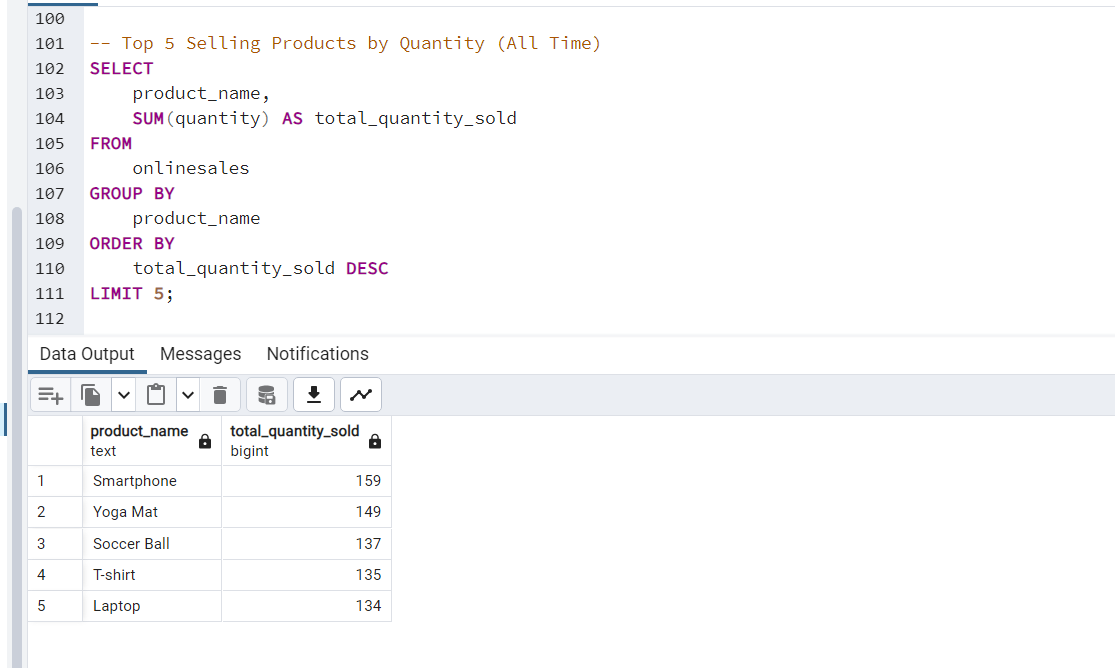 100
101 -- Top 5 Selling Products by Quantity (All Time)
102 SELECT
103     product_name,
104     SUM(quantity) AS total_quantity_sold
105 FROM
106     onlinesales
107 GROUP BY
108     product_name
109 ORDER BY
110     total_quantity_sold DESC
111 LIMIT 5;
112
Data Output Messages Notifications
product_name total_quantity_sold
text bigint
1 Smartphone 159
2 Yoga Mat 149
3 Soccer Ball 137
4 T-shirt 135
5 Laptop 134